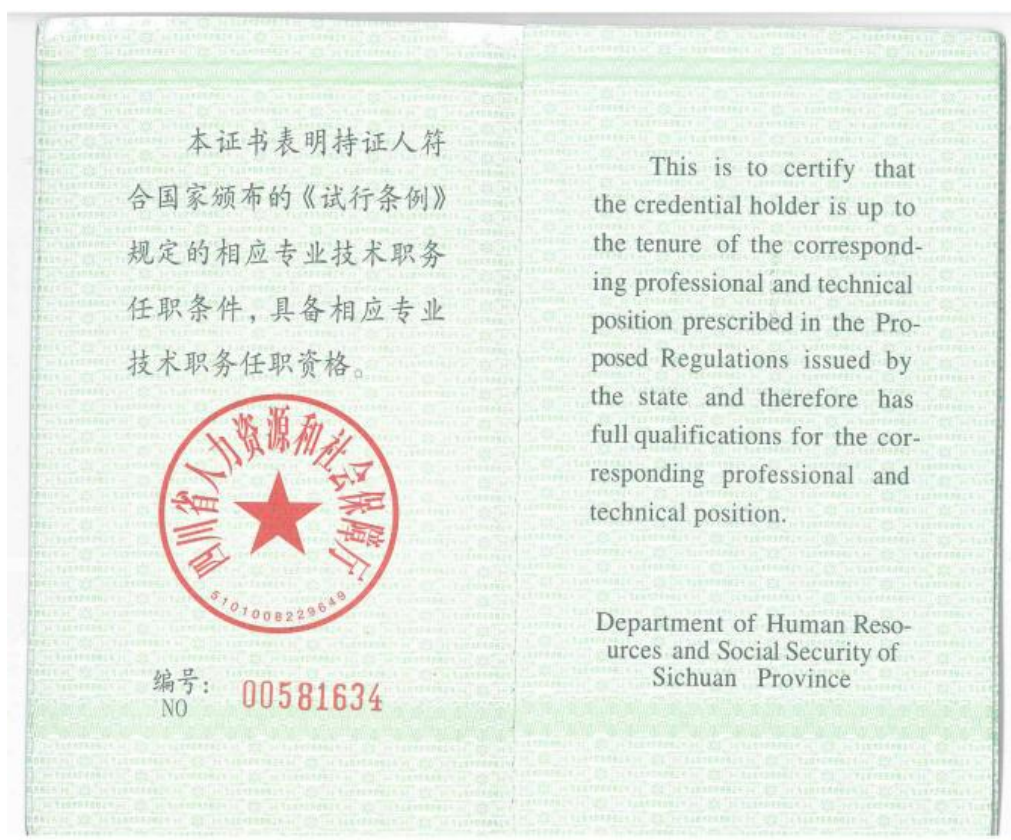 本证书表明持证人符
合国家颁布的《试行条例》
规定的相应专业技术职务
任职条件，具备相应专业
技术职务任职资格。
四川省人力资源和社会保障厅
5101008229649
编号：
NO
00581634
This is to certify that
the credential holder is up to
the tenure of the correspond-
ing professional and technical
position prescribed in the Pro-
posed Regulations issued by
the state and therefore has
full qualifications for the cor-
responding professional and
technical position.
Department of Human Reso-
urces and Social Security of
Sichuan Province